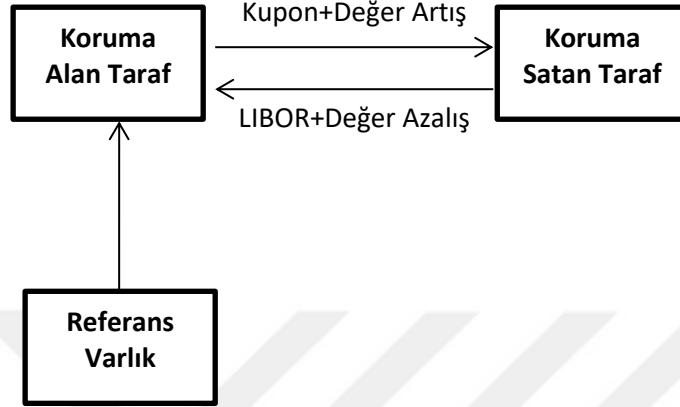 Kupon+Değer Artış
Koruma
Alan Taraf
Koruma
Satan Taraf
LIBOR+Değer Azalış
Referans
Varlık